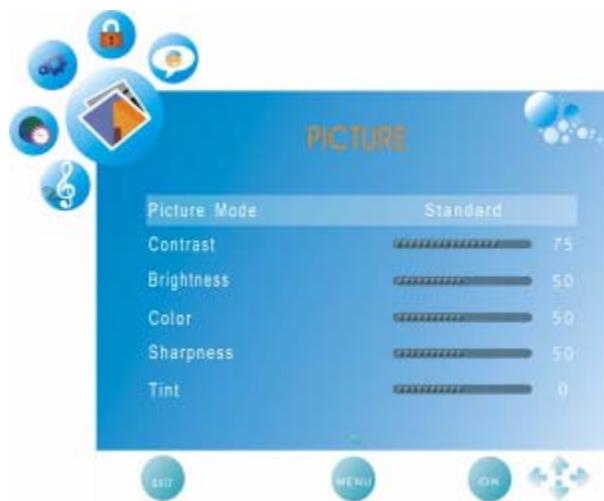 PICTURE
Picture Mode Standard
Contrast 75
Brightness 50
Color 50
Sharpness 50
Tint 0
EXIT MENU OK